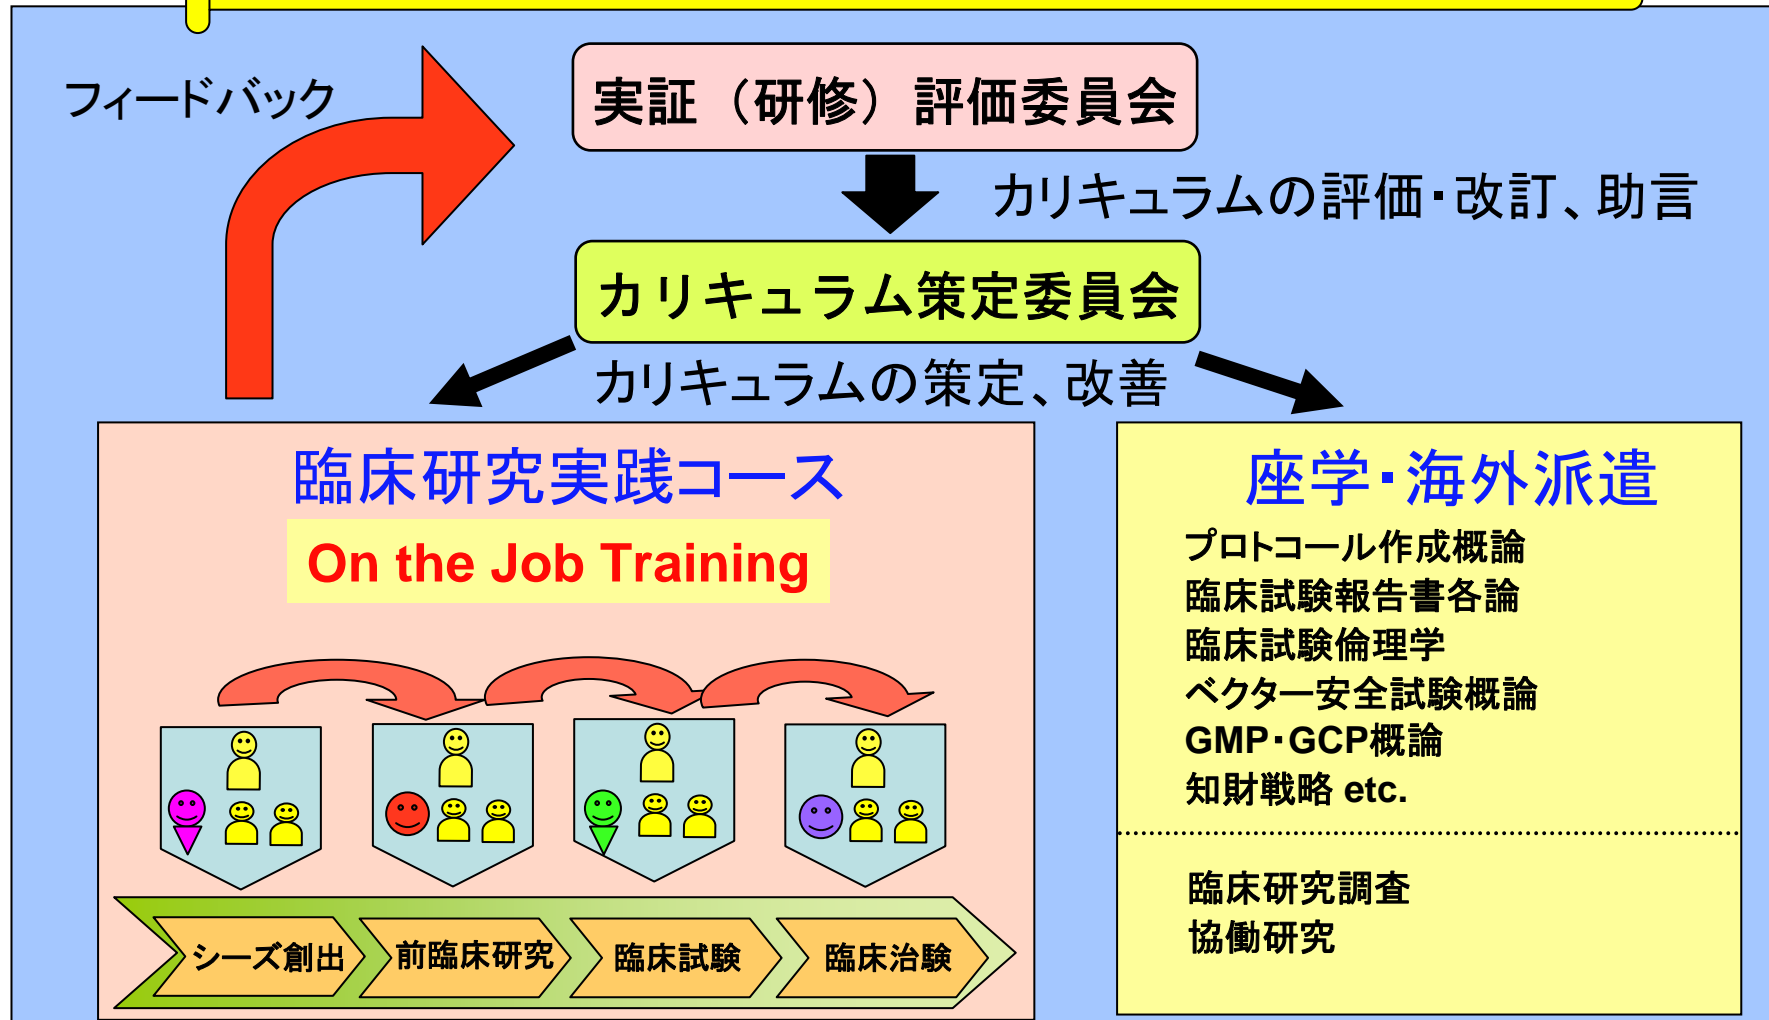 フィードバック
実証（研修）評価委員会
カリキュラムの評価・改訂、助言
カリキュラム策定委員会
カリキュラムの策定、改善
臨床研究実践コース
On the Job Training
シーズ創出
前臨床研究
臨床試験
臨床治験
座学・海外派遣
プロトコール作成概論
臨床試験報告書各論
臨床試験倫理学
ベクター安全試験概論
GMP・GCP概論
知財戦略 etc.
臨床研究調査
協働研究